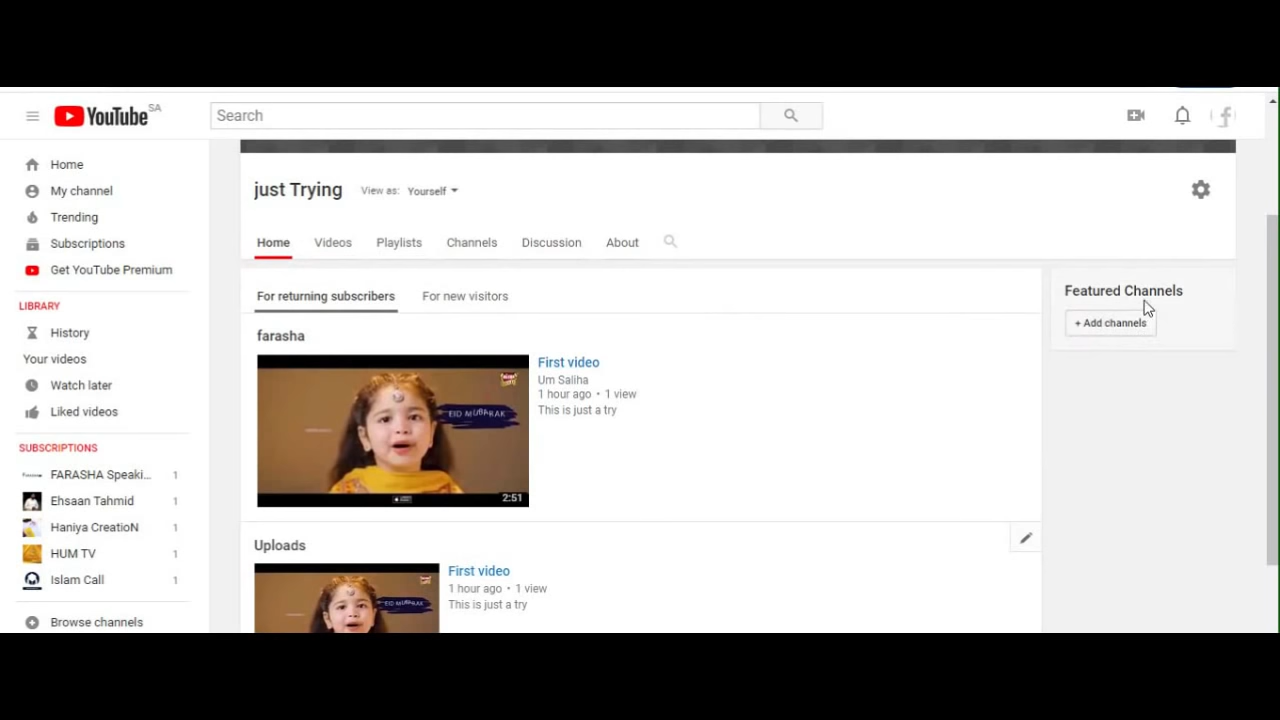 YouTube SA
Search
Home
My channel
Trending
Subscriptions
Get YouTube Premium
LIBRARY
History
Your videos
Watch later
Liked videos
SUBSCRIPTIONS
FARASHA Speaki... 1
Ehsaan Tahmid 1
Haniya CreatioN 1
HUM TV 1
Islam Call 1
Browse channels
just Trying View as: Yourself
Home Videos Playlists Channels Discussion About
For returning subscribers For new visitors
farasha
EID MUBARAK
2:51
First video
Um Saliha
1 hour ago • 1 view
This is just a try
Uploads
EID MUBARAK
First video
1 hour ago • 1 view
This is just a try
Featured Channels
+ Add channels